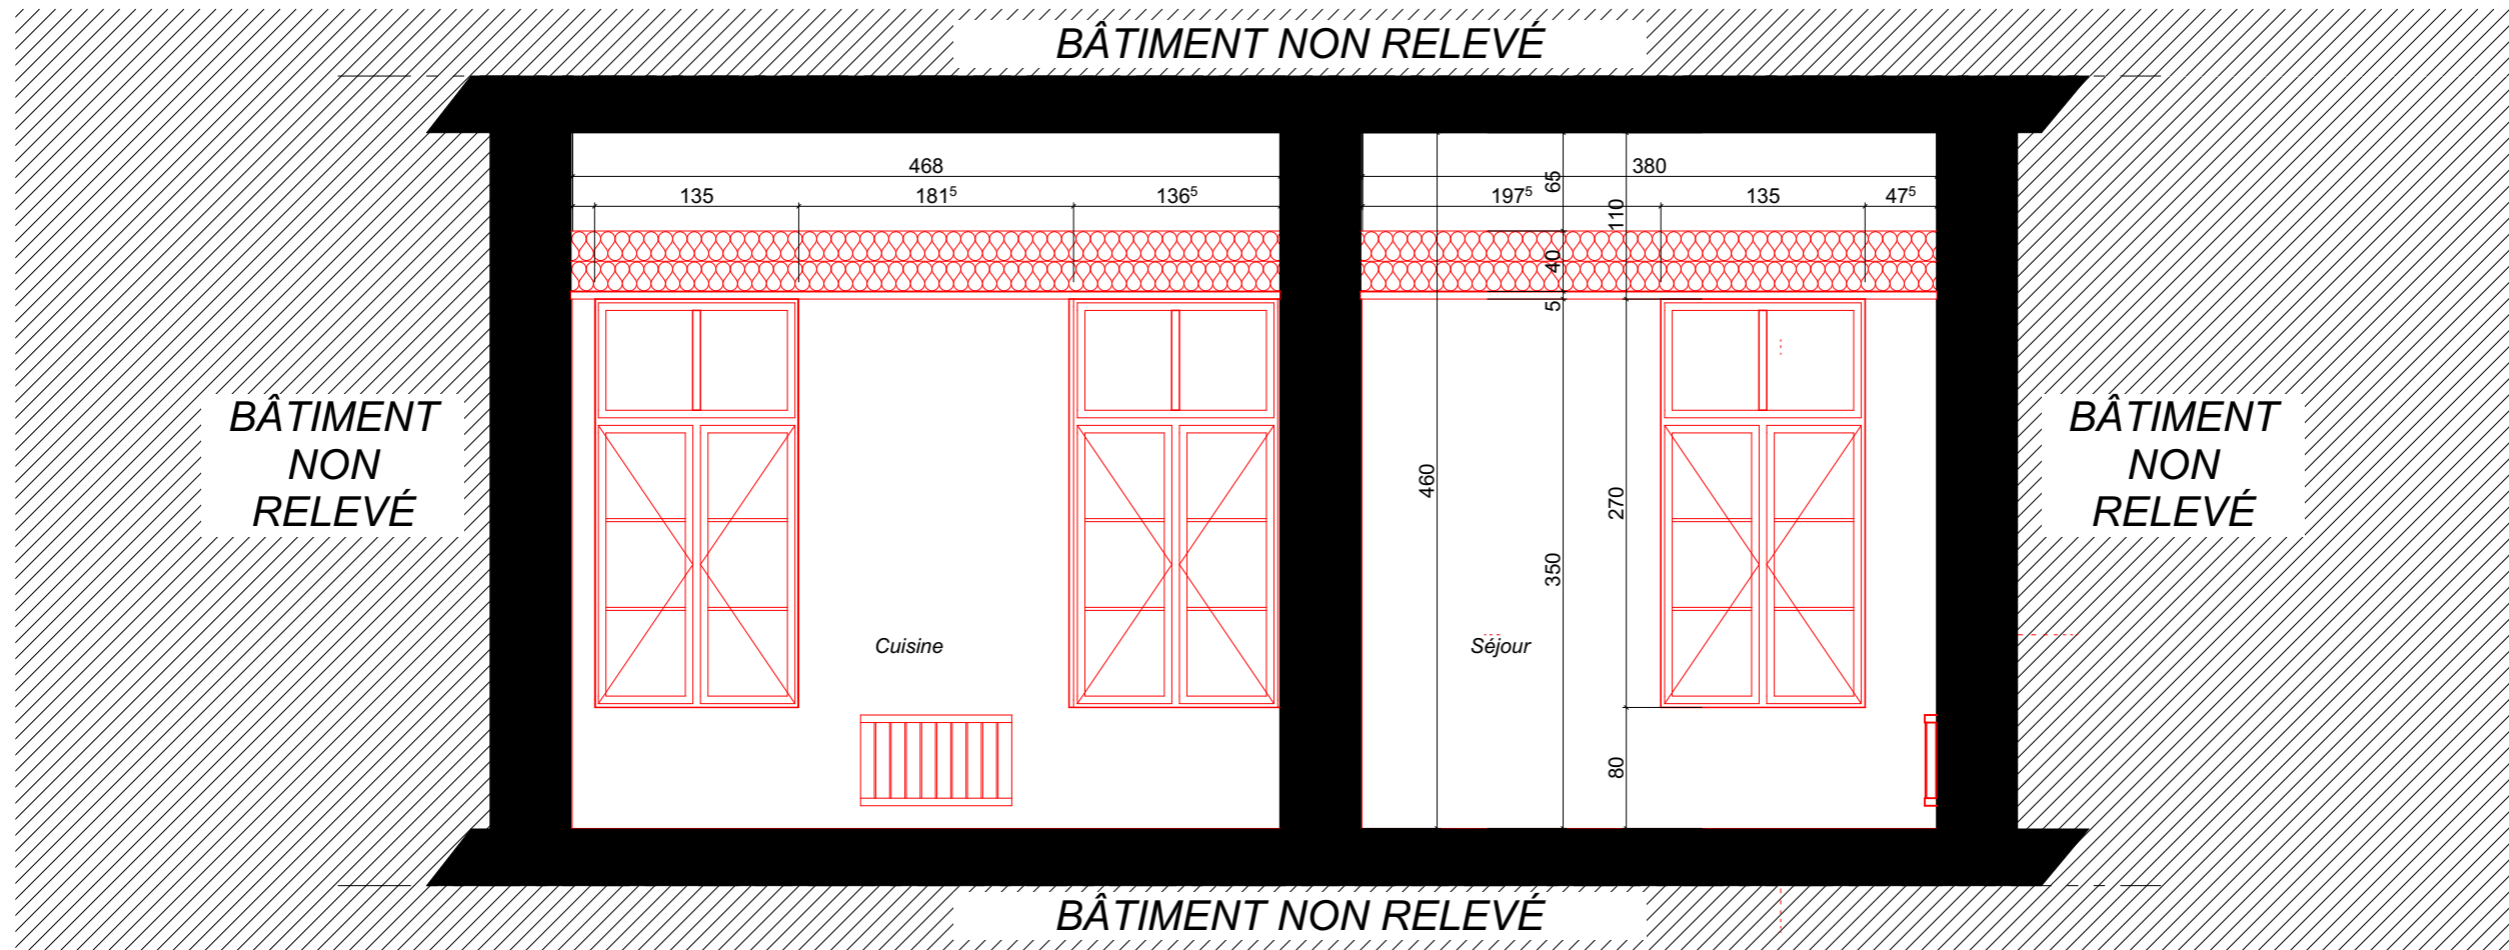 BÂTIMENT NON RELEVÉ
468
380
135
181⁵
136⁵
197⁵
135
47⁵
65
110
40
5
BÂTIMENT
NON
RELEVÉ
BÂTIMENT
NON
RELEVÉ
460
270
350
Cuisine
Séjour
80
BÂTIMENT NON RELEVÉ